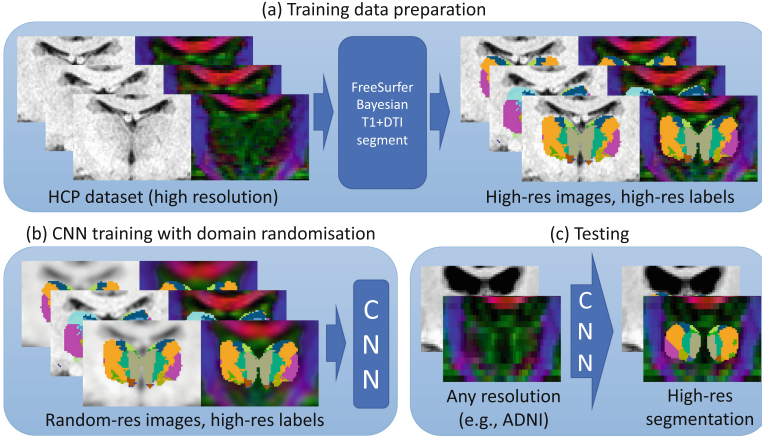 (a) Training data preparation
FreeSurfer
Bayesian
T1+DTI
segment
HCP dataset (high resolution)
High-res images, high-res labels
(b) CNN training with domain randomisation
C
N
N
Random-res images, high-res labels
(c) Testing
C
N
N
Any resolution
(e.g., ADNI)
High-res
segmentation